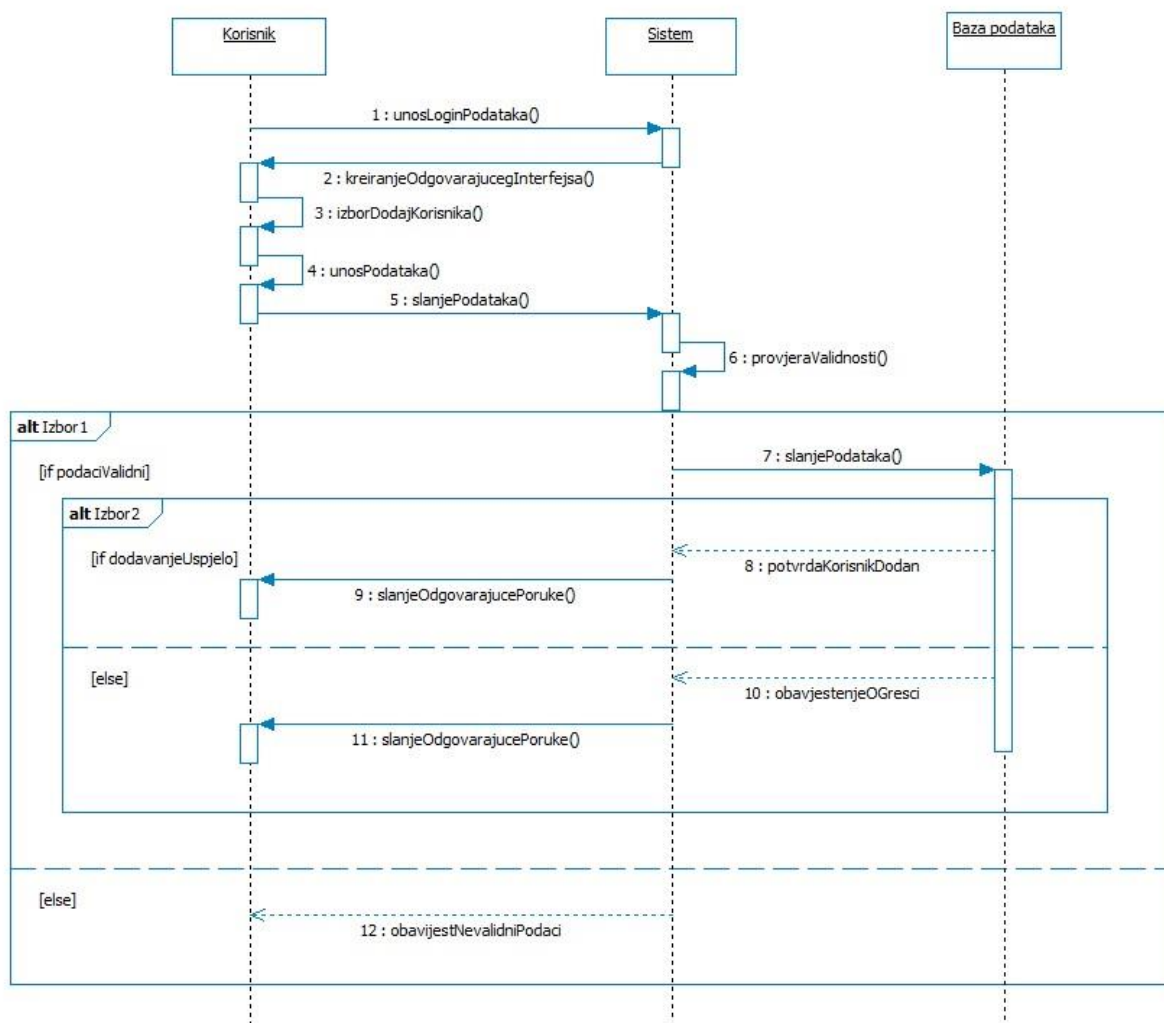 Korisnik
Sistem
Baza podataka
1 : unosLoginPodataka()
2 : kreiranjeOdgovarajucegInterfejsa()
3 : izborDodajKorisnika()
4 : unosPodataka()
5 : slanjePodataka()
6 : provjeraValidnosti()
alt Izbor1
7 : slanjePodataka()
[if podaciValidni]
alt Izbor2
[if dodavanjeUspjelo]
8 : potvrdaKorisnikDodan
9 : slanjeOdgovarajucePoruke()
[else]
10 : obavjestenjeOGresci
11 : slanjeOdgovarajucePoruke()
[else]
12 : obavijestNevalidniPodaci